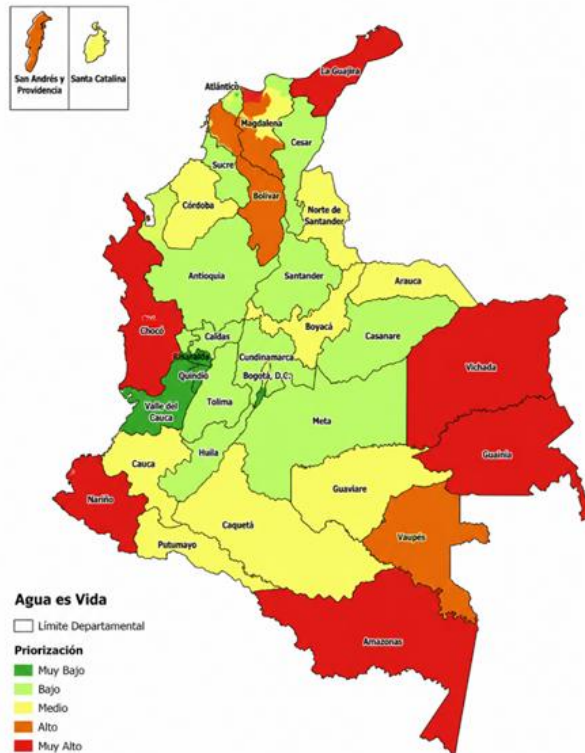 San Andrés y
Providencia
Santa Catalina
La Guajira
Atlántico
Magdalena
Cesar
Sucre
Bolívar
Córdoba
Norte de
Santander
Antioquia
Santander
Arauca
Boyacá
Chocó
Caldas
Casanare
Cundinamarca
Risaralda
Vichada
Quindío
Bogotá, D.C.
Valle del
Cauca
Tolima
Meta
Guainía
Huila
Cauca
Guaviare
Nariño
Caquetá
Vaupés
Putumayo
Amazonas
Agua es Vida
Límite Departamental
Priorización
Muy Bajo
Bajo
Medio
Alto
Muy Alto